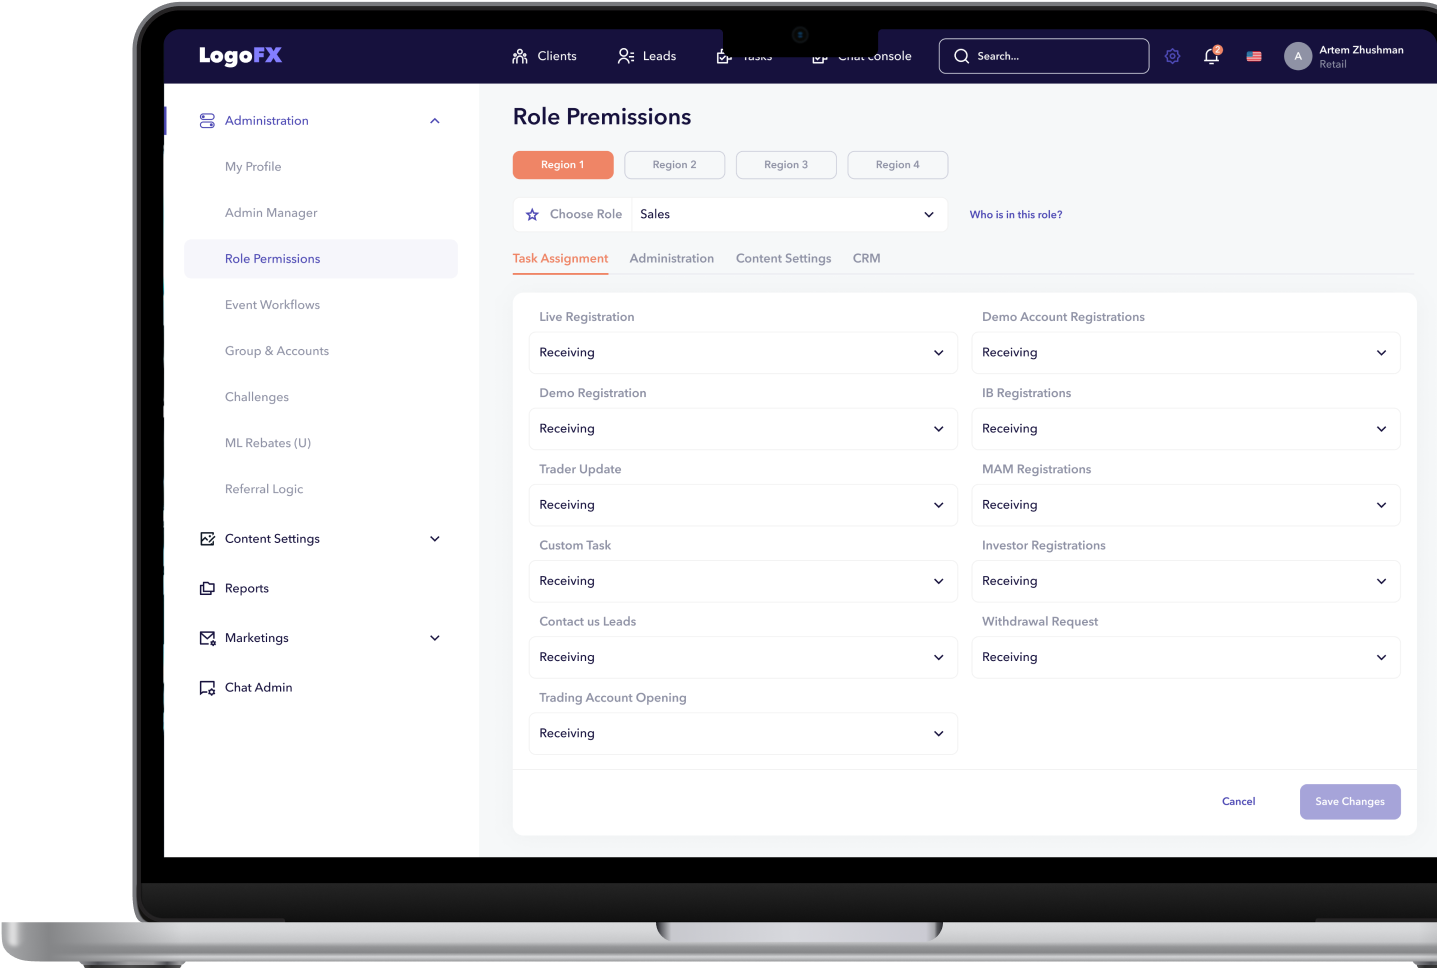 LogoFX
Clients
Leads
Tasks
Chat console
Search...
2
A
Artem Zhushman
Retail
Administration
My Profile
Admin Manager
Role Permissions
Event Workflows
Group & Accounts
Challenges
ML Rebates (U)
Referral Logic
Content Settings
Reports
Marketings
Chat Admin
Role Premissions
Region 1
Region 2
Region 3
Region 4
Choose Role
Sales
Who is in this role?
Task Assignment
Administration
Content Settings
CRM
Live Registration
Receiving
Demo Account Registrations
Receiving
Demo Registration
Receiving
IB Registrations
Receiving
Trader Update
Receiving
MAM Registrations
Receiving
Custom Task
Receiving
Investor Registrations
Receiving
Contact us Leads
Receiving
Withdrawal Request
Receiving
Trading Account Opening
Receiving
Cancel
Save Changes